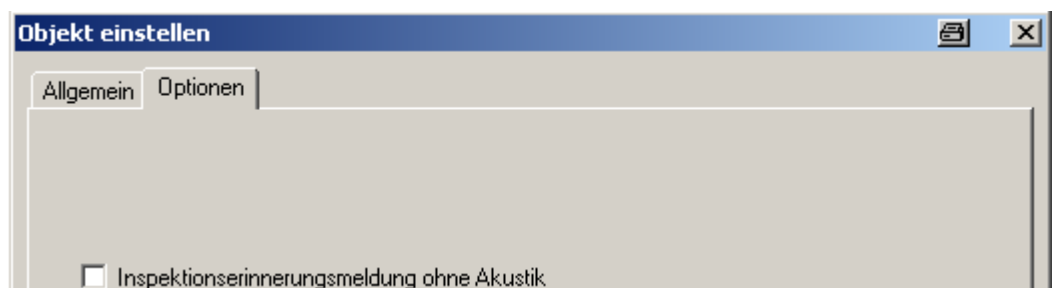 Objekt einstellen
Allgemein Optionen
Inspektionserinnerungsmeldung ohne Akustik